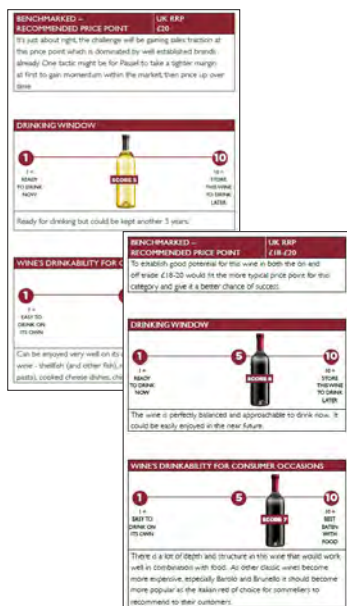 BENCHMARKED –
RECOMMENDED PRICE POINT
UK RRP
£20
It's just about right, the challenge will be gaining sales traction at
this price point which is dominated by well established brands
already. One tactic might be for Passel to take a tighter margin
at first to gain momentum within the market, then price up over
time
DRINKING WINDOW
1
10
1 =
READY
TO DRINK
NOW
SCORE 5
10 =
STORE
THIS WINE
TO DRINK
LATER
Ready for drinking but could be kept another 5 years.
WINE'S DRINKABILITY FOR C
1
1 =
EASY TO
DRINK ON
ITS OWN
Can be enjoyed very well on its
wine - shellfish (and other fish),
pasta), cooked cheese dishes,
BENCHMARKED –
RECOMMENDED PRICE POINT
UK RRP
£18-£20
To establish good potential for this wine in both the on and
off trade £18-20 would fit the more typical price point for this
category and give it a better chance of success.
DRINKING WINDOW
1
5
10
1 =
READY
TO DRINK
NOW
SCORE 6
10 =
STORE
THIS WINE
TO DRINK
LATER
The wine is perfectly balanced and approachable to drink now. It
could be easily enjoyed in the near future.
WINE'S DRINKABILITY FOR CONSUMER OCCASIONS
1
5
10
1 =
EASY TO
DRINK ON
ITS OWN
SCORE 7
10 =
BEST
EATEN
WITH
FOOD
There is a lot of depth and structure in the wine that would work
well in combination with food. As other classic wines become
more expensive, especially Barolo and Brunello it should become
more popular as the Italian red of choice for sommeliers to
recommend to their customers.